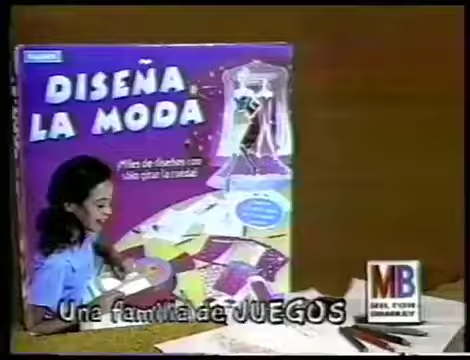 DISEÑA
LA MODA
¡Miles de diseños con
sólo girar la rueda!
Una familia de JUEGOS
MB
MILTON
BRADLEY